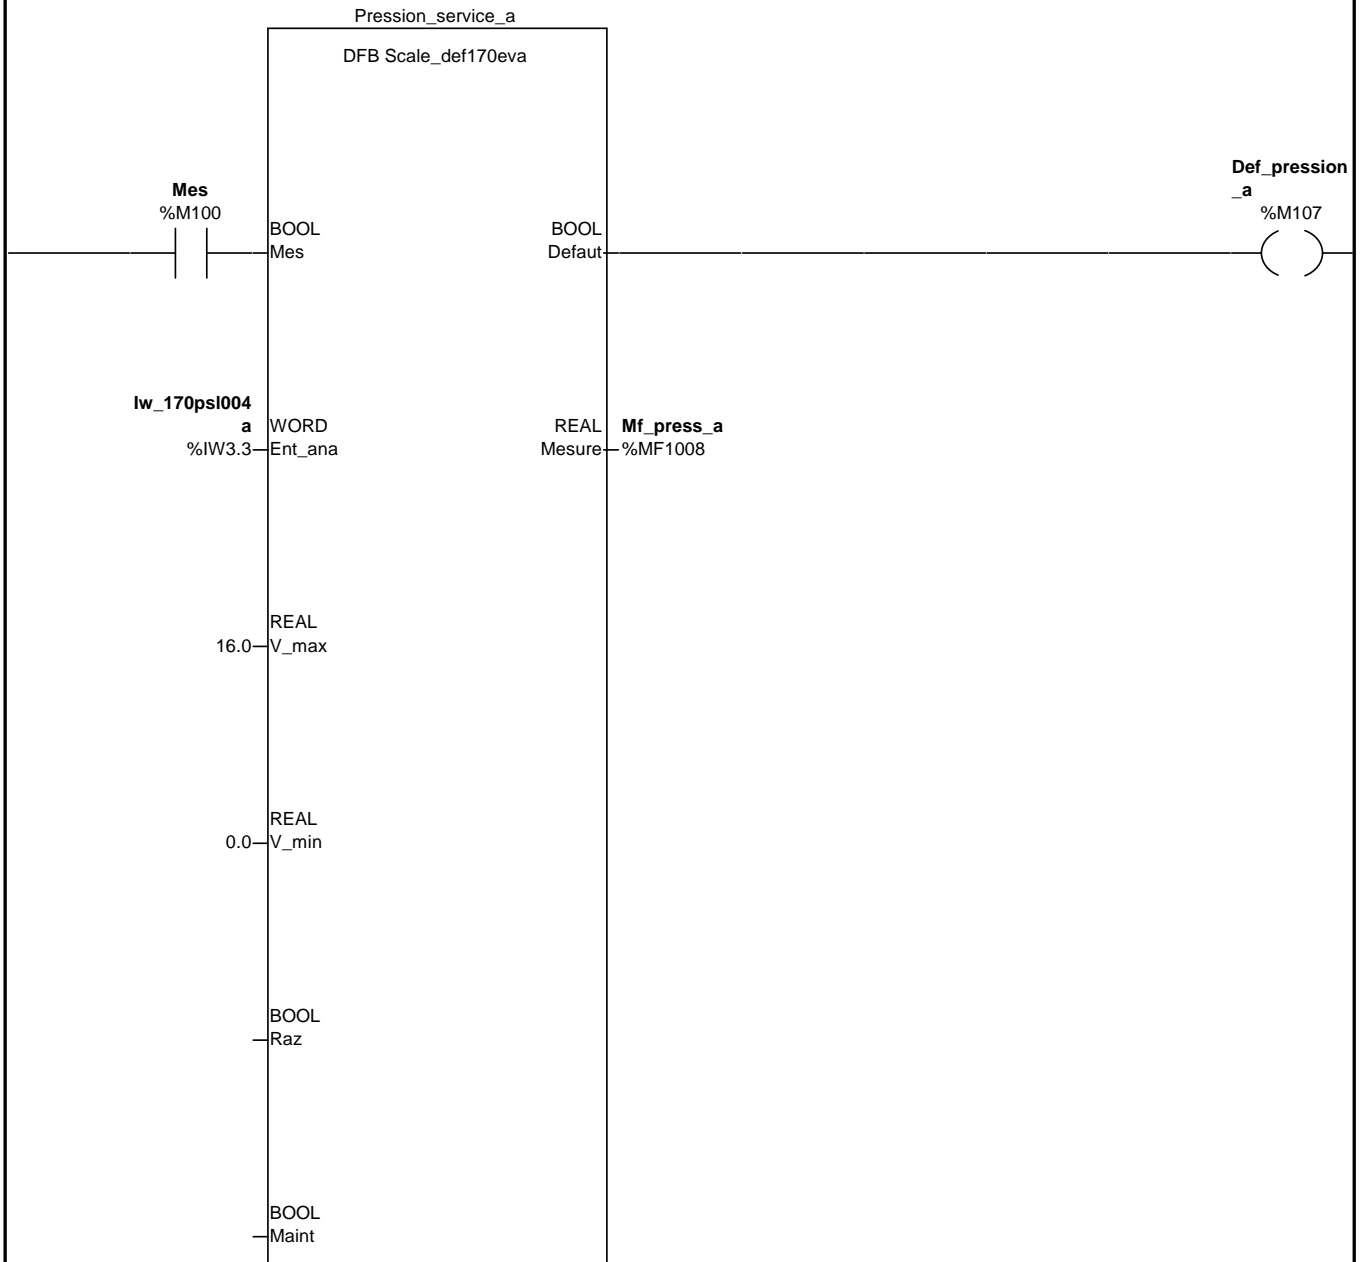 Pression_service_a
DFB Scale_def170eva
Def_pression
_a
%M107
Mes
%M100
BOOL
Mes
BOOL
Defaut
Iw_170psl004
a
%IW3.3
WORD
Ent_ana
REAL
Mesure
Mf_press_a
%MF1008
REAL
16.0
V_max
REAL
0.0
V_min
BOOL
Raz
BOOL
Maint